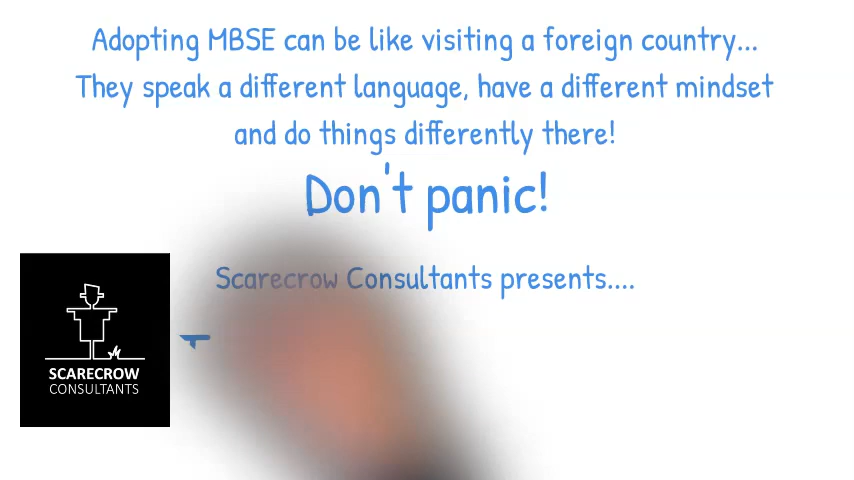 Adopting MBSE can be like visiting a foreign country...
They speak a different language, have a different mindset
and do things differently there!
Don't panic!
Scarecrow Consultants presents....
SCARECROW
CONSULTANTS